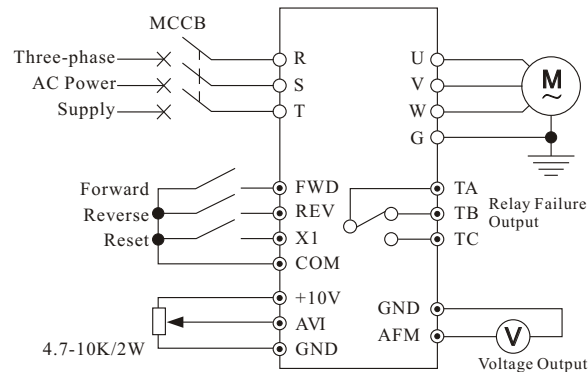 MCCB
Three-phase
AC Power
Supply
R
S
T
U
V
W
G
M
~
Forward
Reverse
Reset
FWD
REV
X1
COM
TA
TB
TC
Relay Failure
Output
+10V
AVI
GND
4.7-10K/2W
GND
AFM
V
Voltage Output